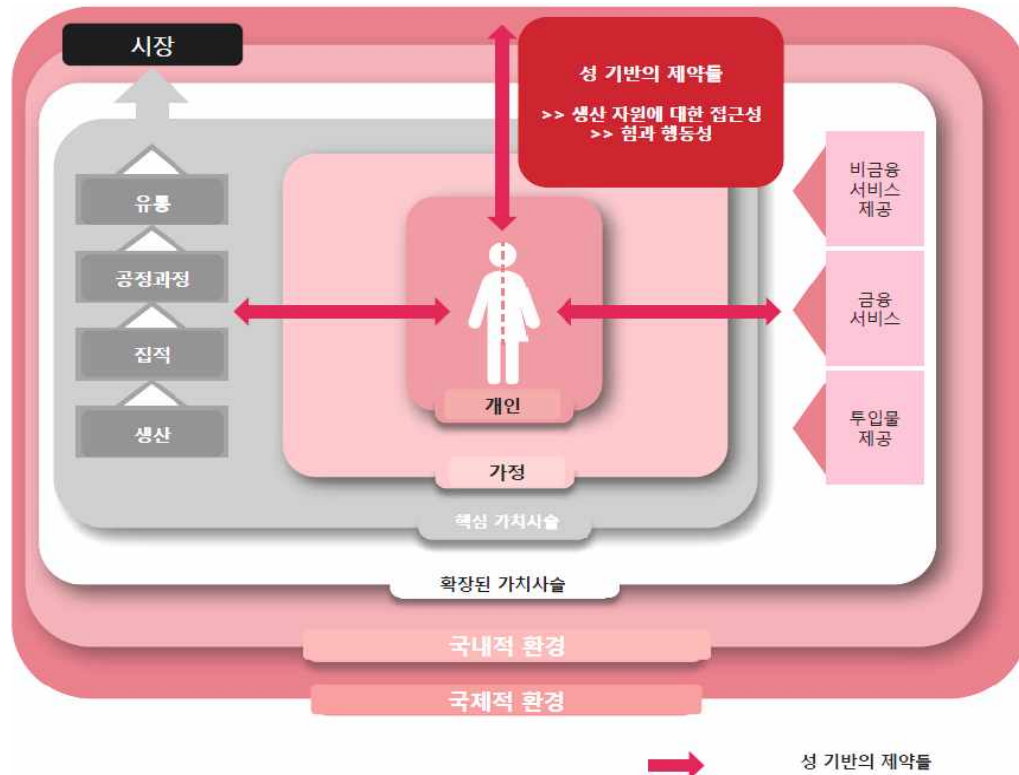 시장
성 기반의 제약들
>> 생산 자원에 대한 접근성
>> 힘과 행동성
유통
공정과정
집적
생산
비금융
서비스
제공
금융
서비스
투입물
제공
개인
가정
핵심 가치사슬
확장된 가치사슬
국내적 환경
국제적 환경
성 기반의 제약들